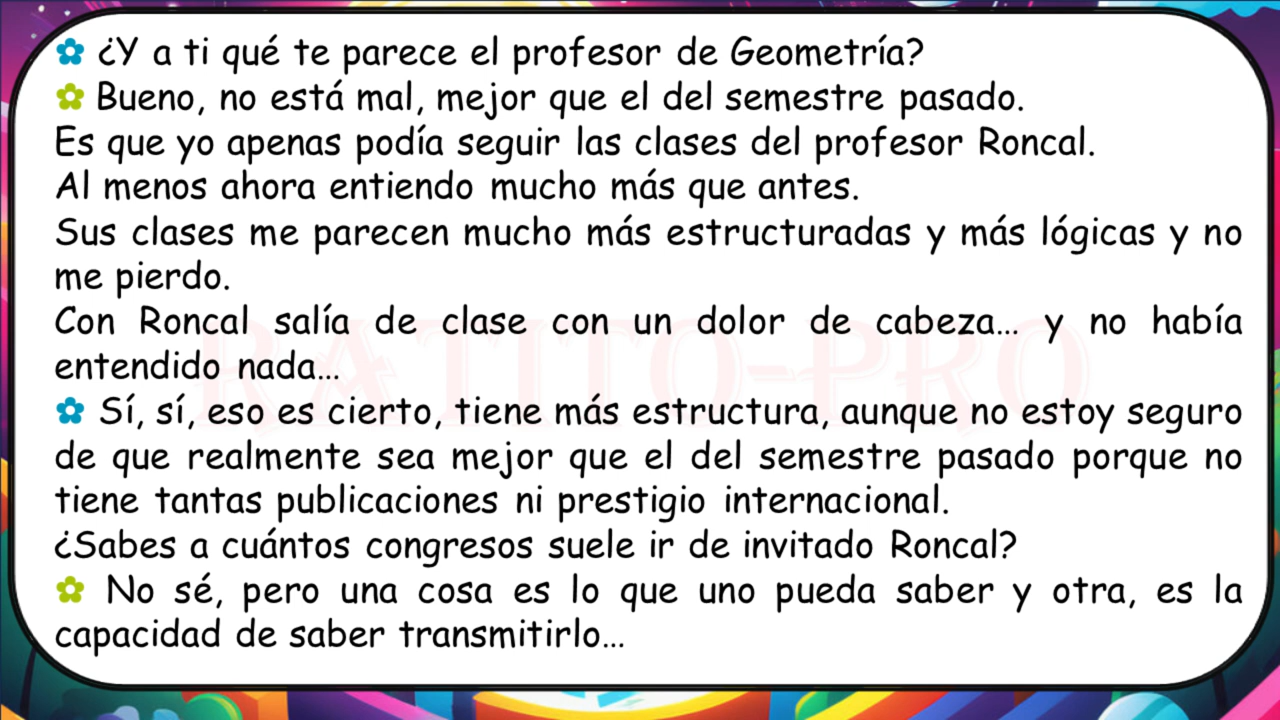 ¿Y a ti qué te parece el profesor de Geometría?
Bueno, no está mal, mejor que el del semestre pasado.
Es que yo apenas podía seguir las clases del profesor Roncal.
Al menos ahora entiendo mucho más que antes.
Sus clases me parecen mucho más estructuradas y más lógicas y no
me pierdo.
Con Roncal salía de clase con un dolor de cabeza... y no había
entendido nada...
RATITO-PRO
Sí, sí, eso es cierto, tiene más estructura, aunque no estoy seguro
de que realmente sea mejor que el del semestre pasado porque no
tiene tantas publicaciones ni prestigio internacional.
¿Sabes a cuántos congresos suele ir de invitado Roncal?
No sé, pero una cosa es lo que uno pueda saber y otra, es la
capacidad de saber transmitirlo...